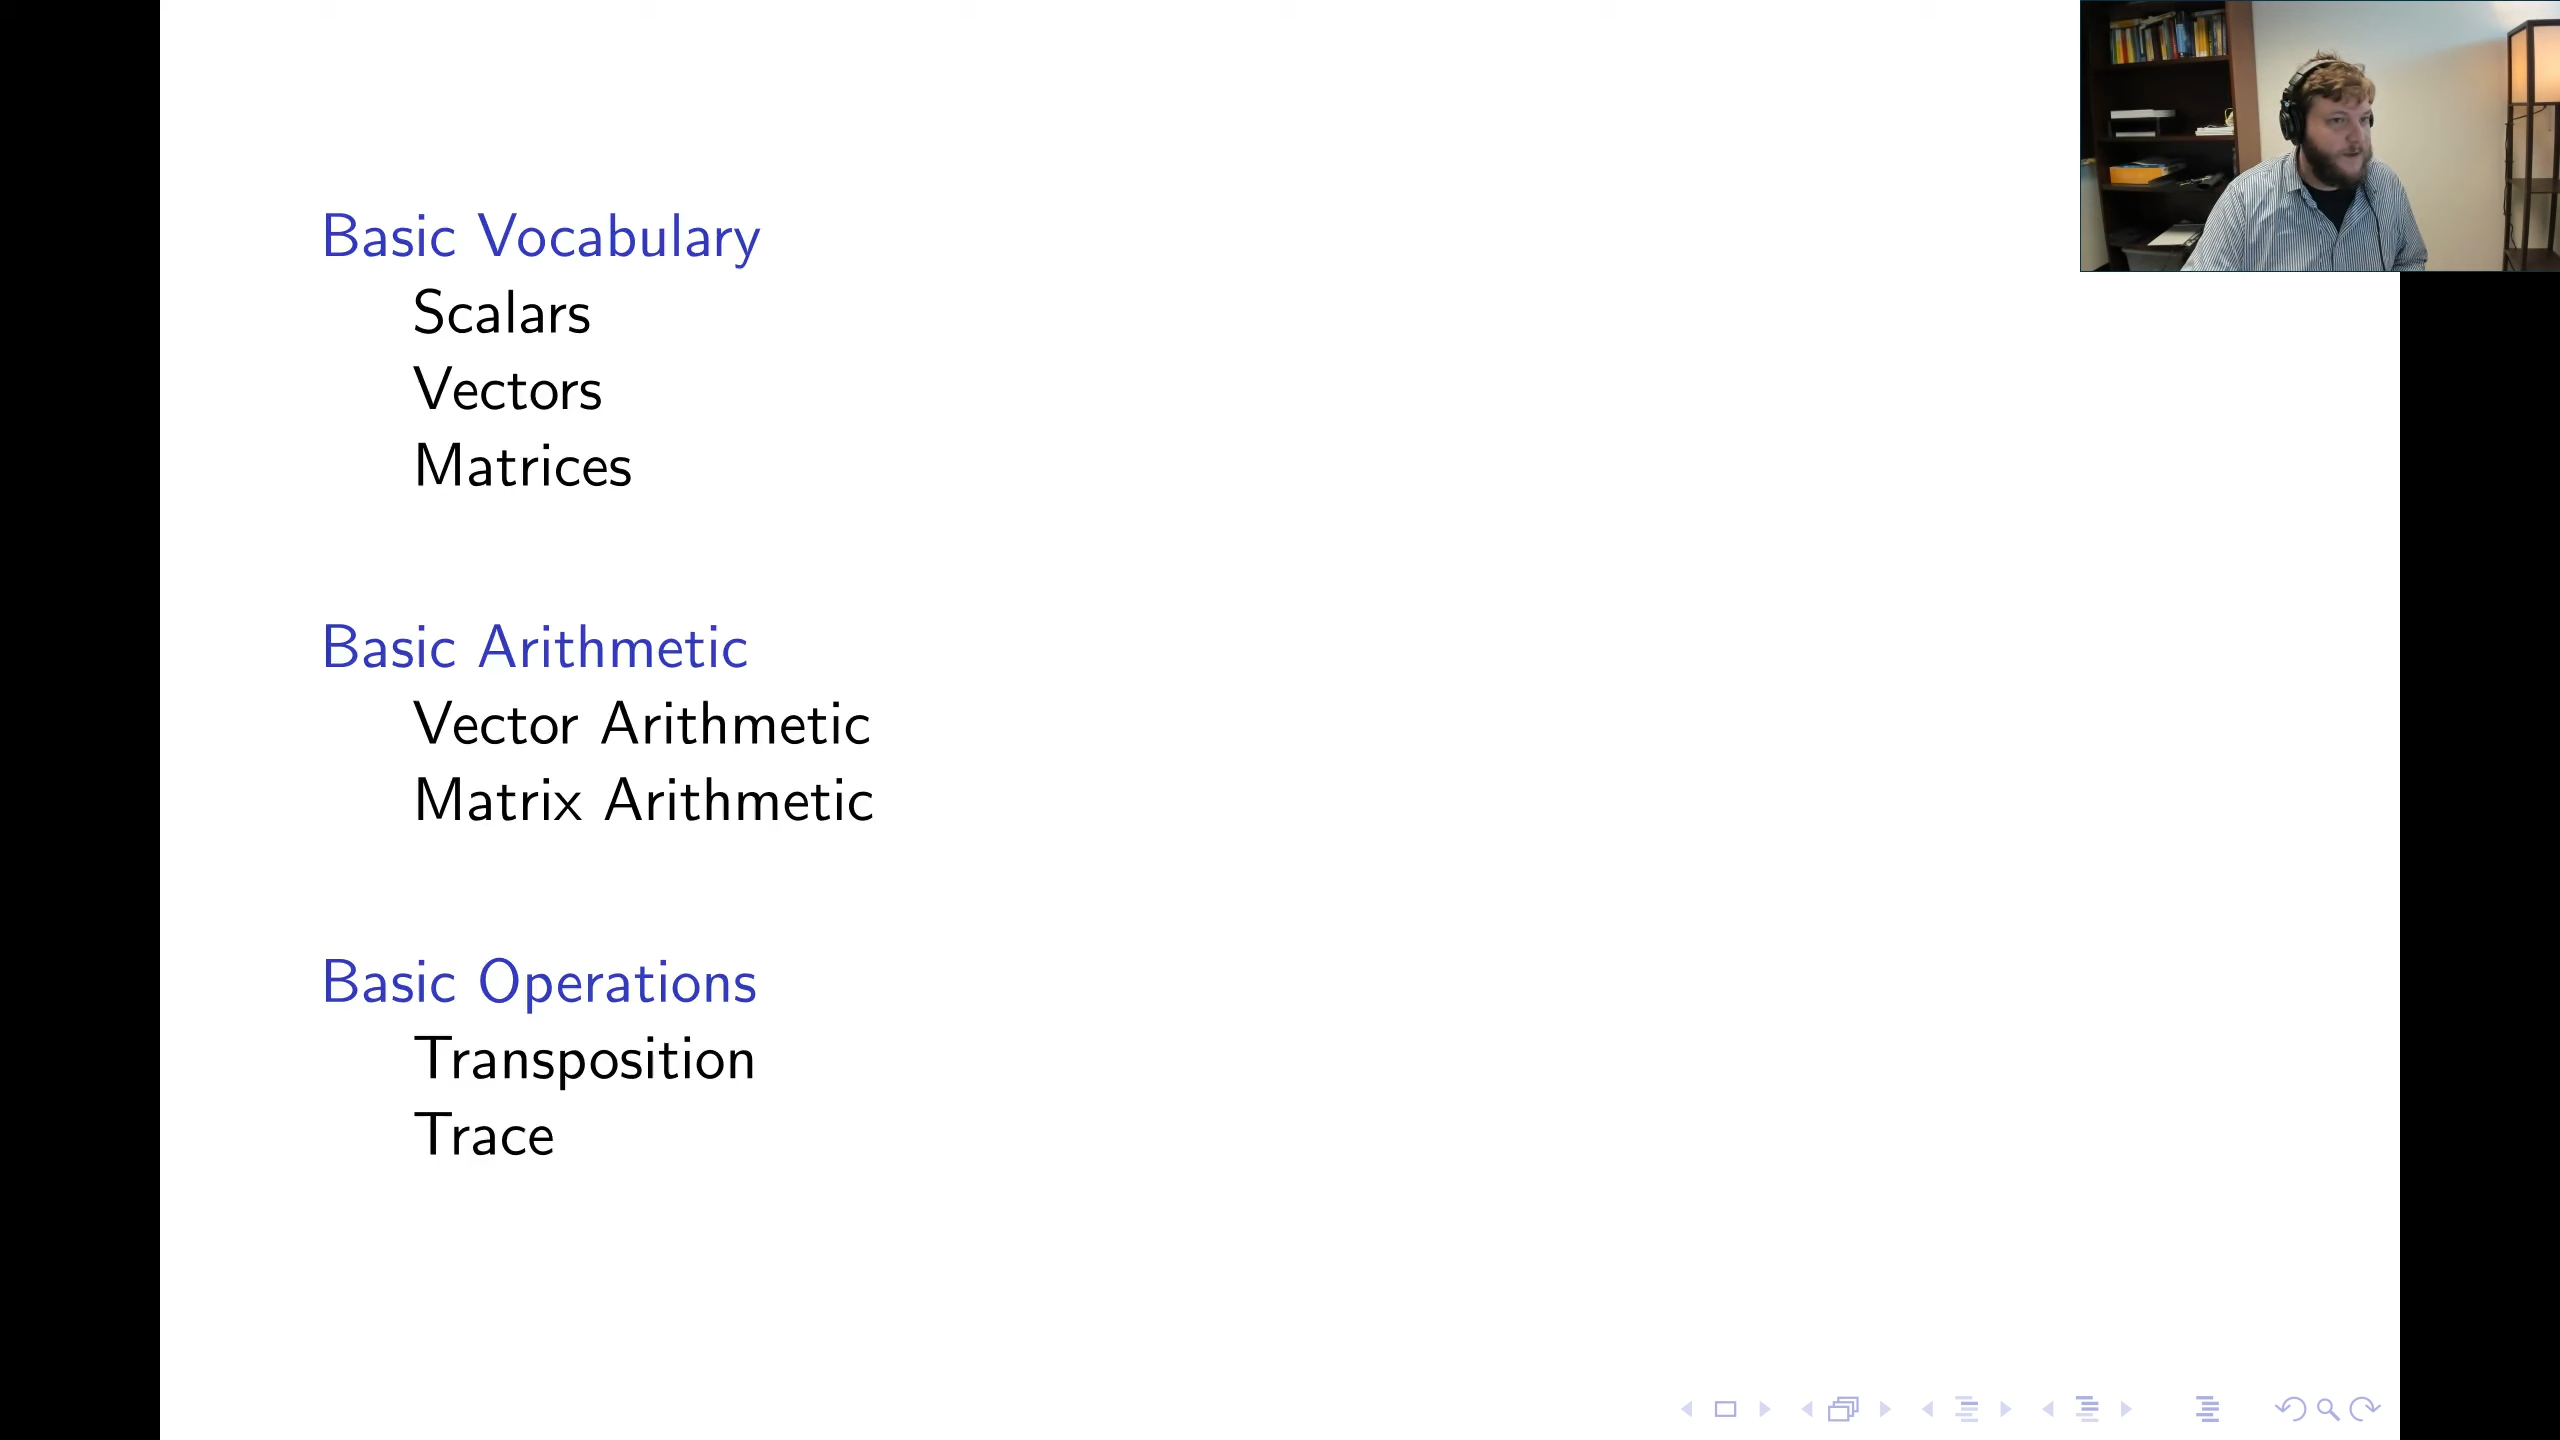 Basic Vocabulary
Scalars
Vectors
Matrices
Basic Arithmetic
Vector Arithmetic
Matrix Arithmetic
Basic Operations
Transposition
Trace